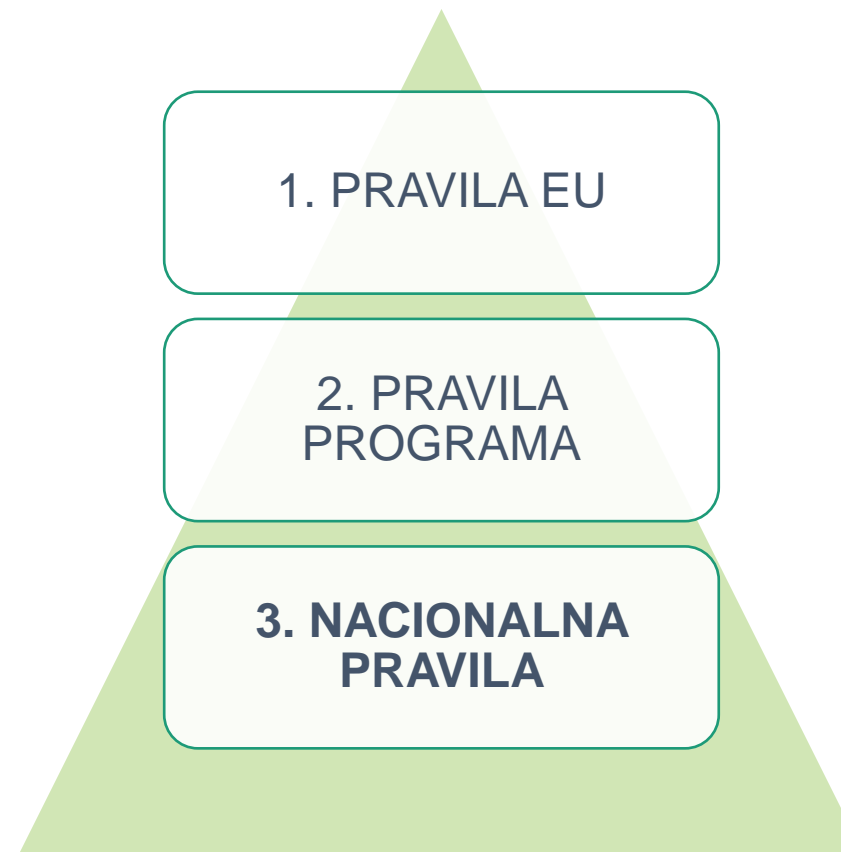 1. PRAVILA EU
2. PRAVILA
PROGRAMA
3. NACIONALNA
PRAVILA